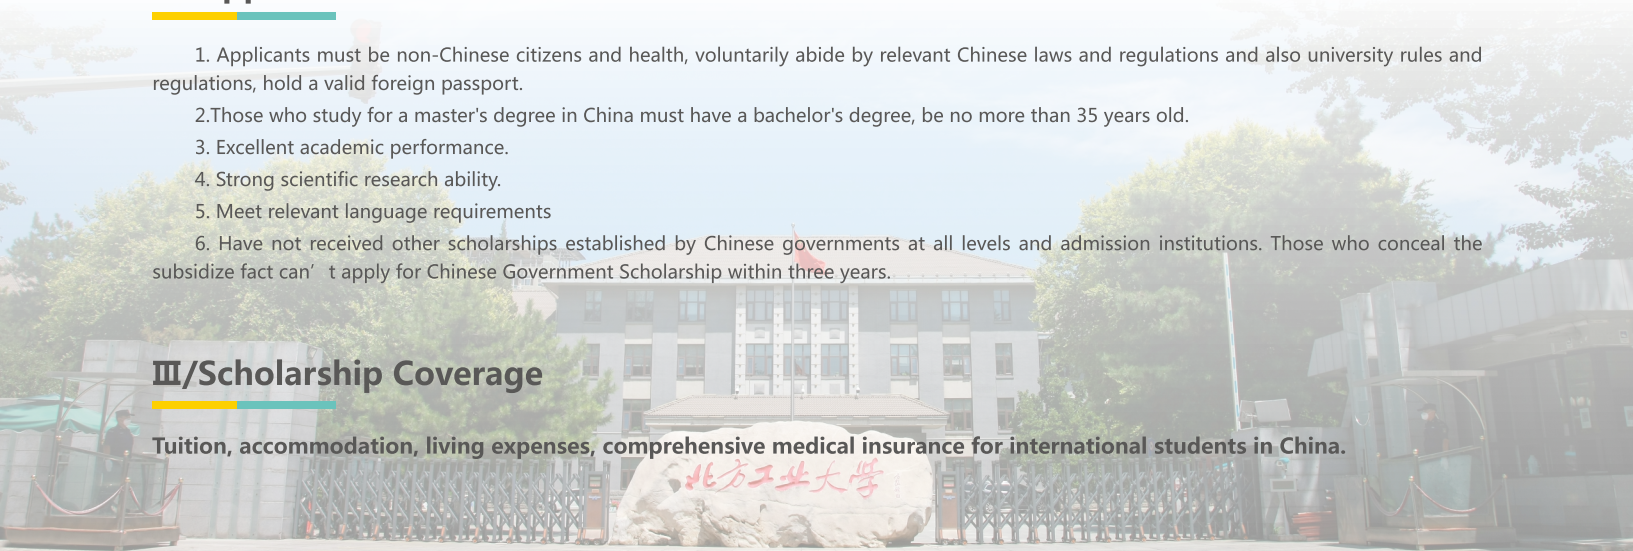 1. Applicants must be non-Chinese citizens and health, voluntarily abide by relevant Chinese laws and regulations and also university rules and
regulations, hold a valid foreign passport.
2.Those who study for a master's degree in China must have a bachelor's degree, be no more than 35 years old.
3. Excellent academic performance.
4. Strong scientific research ability.
5. Meet relevant language requirements
6. Have not received other scholarships established by Chinese governments at all levels and admission institutions. Those who conceal the
subsidize fact can’t apply for Chinese Government Scholarship within three years.
Ⅲ/Scholarship Coverage
Tuition, accommodation, living expenses, comprehensive medical insurance for international students in China.
北方工业大学